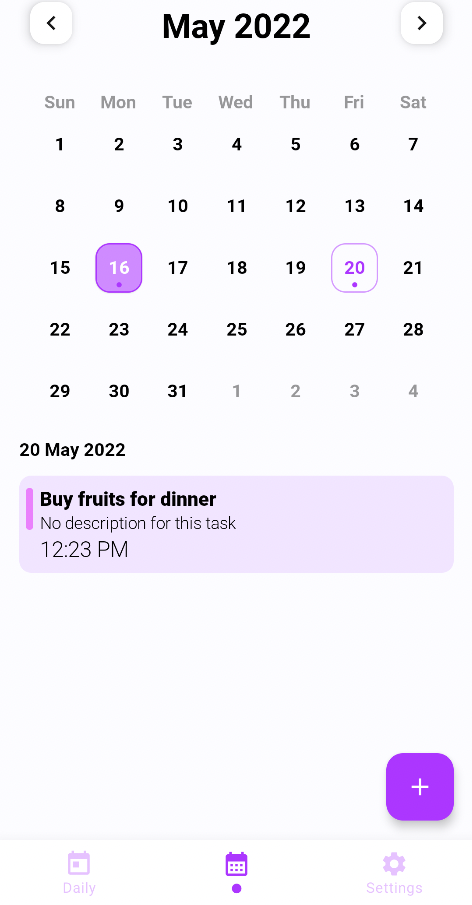 May 2022
Sun Mon Tue Wed Thu Fri Sat
1 2 3 4 5 6 7
8 9 10 11 12 13 14
15 16 17 18 19 20 21
22 23 24 25 26 27 28
29 30 31 1 2 3 4
20 May 2022
Buy fruits for dinner
No description for this task
12:23 PM
Daily Settings